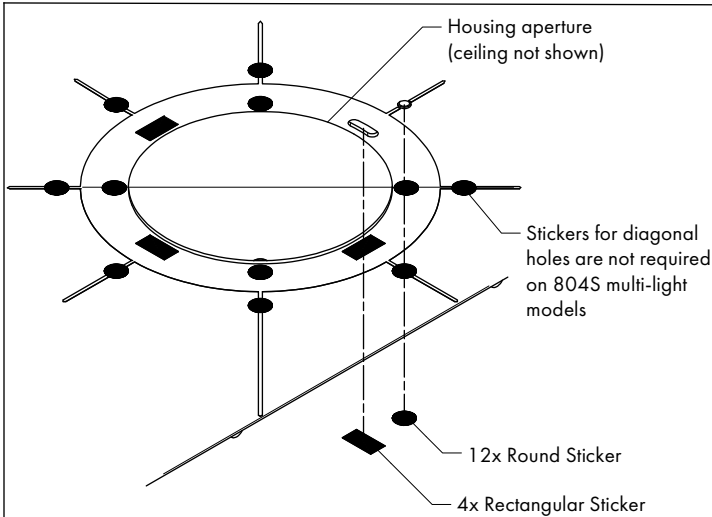 Housing aperture
(ceiling not shown)
Stickers for diagonal
holes are not required
on 804S multi-light
models
12x Round Sticker
4x Rectangular Sticker